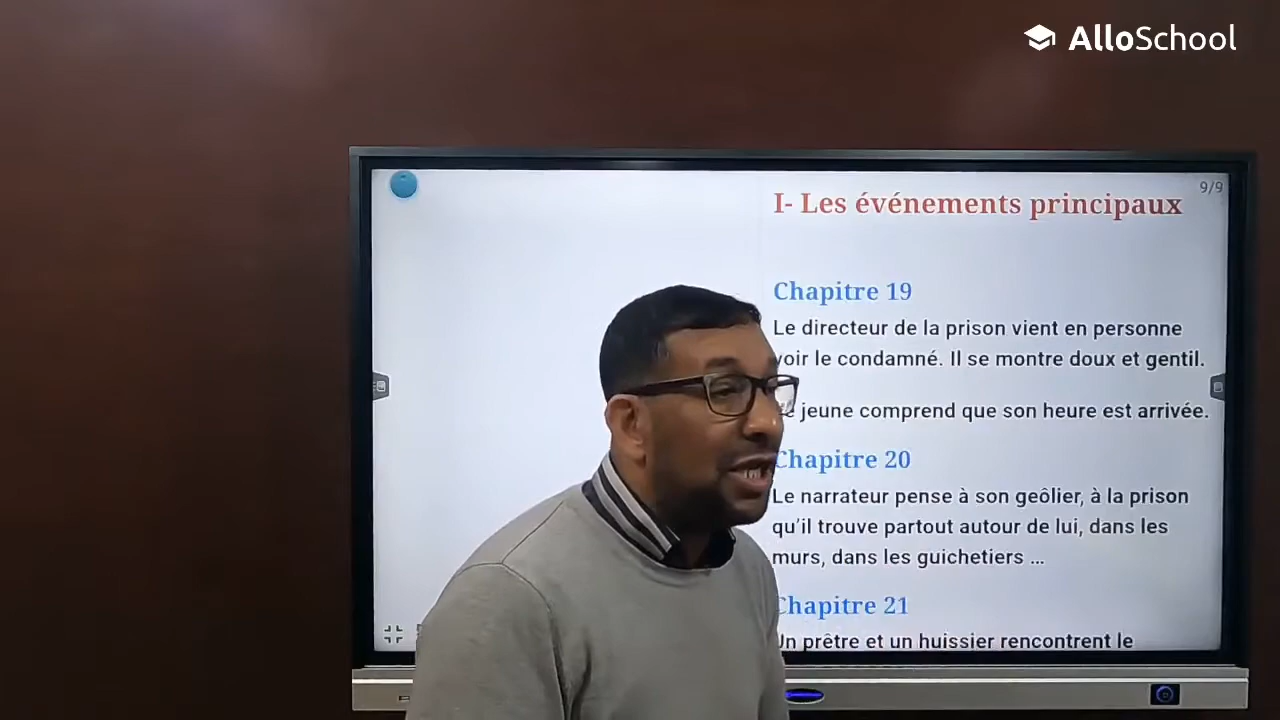 AlloSchool
9/9
I- Les événements principaux
Chapitre 19
Le directeur de la prison vient en personne
voir le condamné. Il se montre doux et gentil.
jeune comprend que son heure est arrivée.
Chapitre 20
Le narrateur pense à son geôlier, à la prison
qu'il trouve partout autour de lui, dans les
murs, dans les guichetiers ...
Chapitre 21
Un prêtre et un huissier rencontrent le